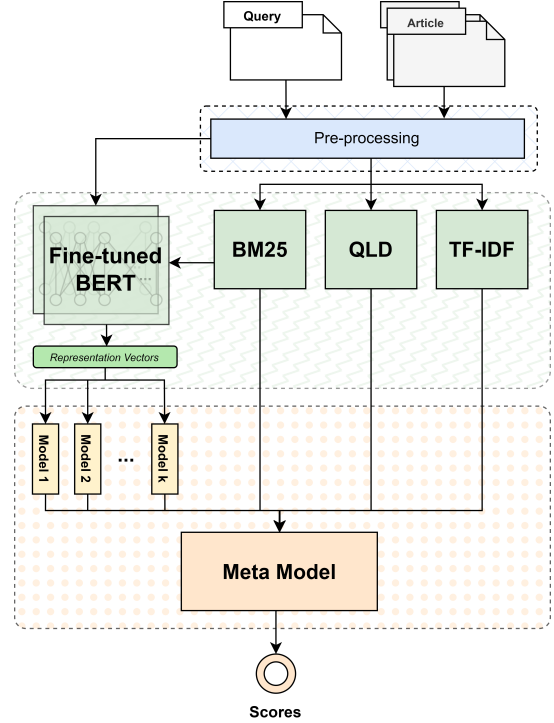 Query
Article
Pre-processing
Fine-tuned
BERT
...
BM25
QLD
TF-IDF
Representation Vectors
Model 1
Model 2
...
Model k
Meta Model
Scores